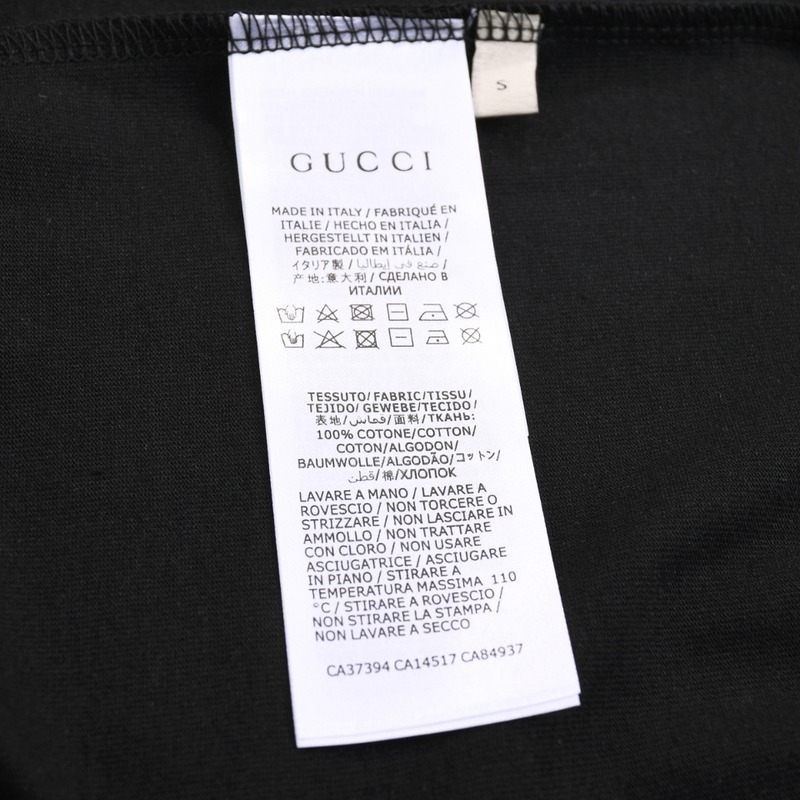 S
GUCCI
MADE IN ITALY / FABRIQUÉ EN
ITALIE / HECHO EN ITALIA /
HERGESTELLT IN ITALIEN /
FABRICADO EM ITÁLIA /
イタリア製 / صنع في إيطاليا /
产地:意大利 / СДЕЛАНО В
ИТАЛИИ
TESSUTO/ FABRIC/TISSU/
TEJIDO/ GEWEBE/TECIDO/
表地/قماش/面料/ТКАНЬ:
100% COTONE/COTTON/
COTON/ALGODON/
BAUMWOLLE/ALGODÃO/コットン/
قطن/棉/ХЛОПОК
LAVARE A MANO / LAVARE A
ROVESCIO / NON TORCERE O
STRIZZARE / NON LASCIARE IN
AMMOLLO / NON TRATTARE
CON CLORO / NON USARE
ASCIUGATRICE / ASCIUGARE
IN PIANO / STIRARE A
TEMPERATURA MASSIMA 110
°C / STIRARE A ROVESCIO /
NON STIRARE LA STAMPA /
NON LAVARE A SECCO
CA37394 CA14517 CA84937